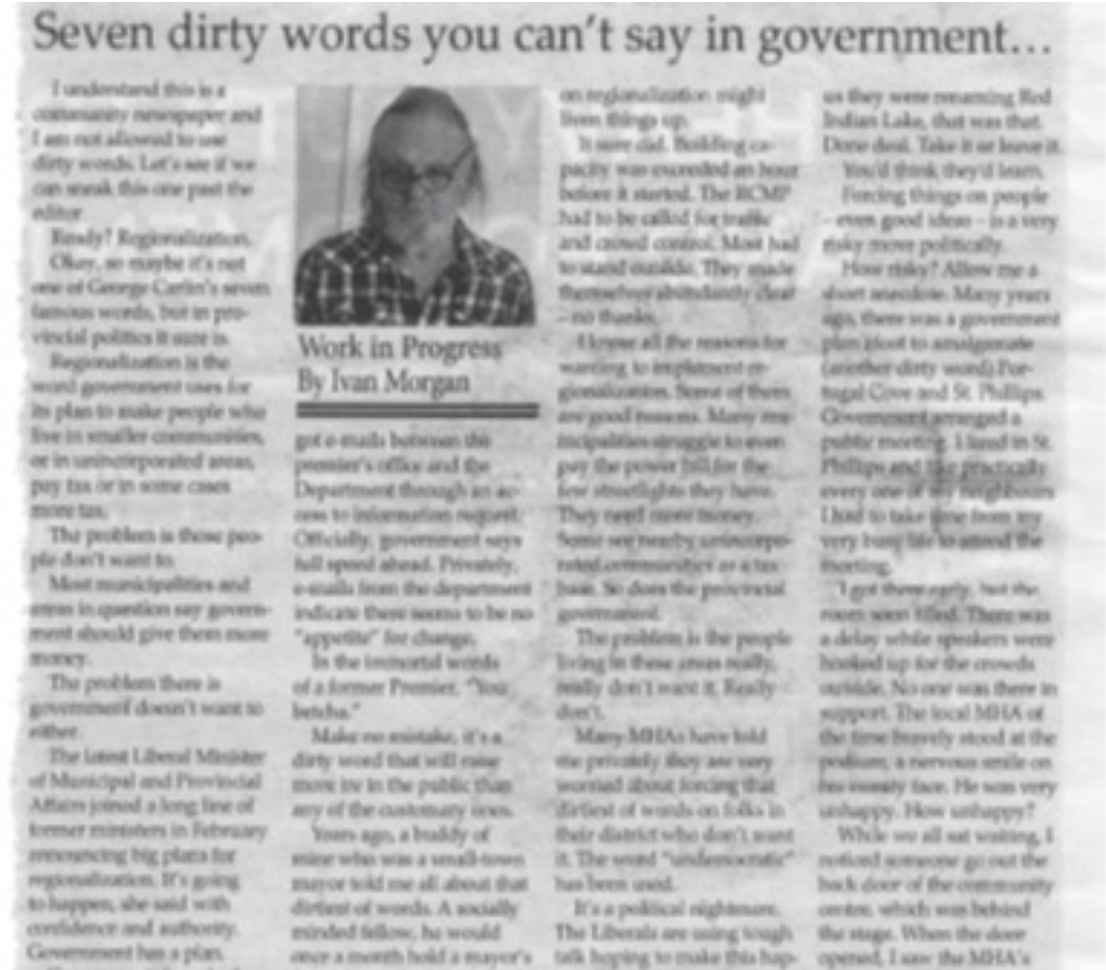 Seven dirty words you can't say in government...
I understand this is a
community newspaper and
I am not allowed to use
dirty words. Let's see if we
can sneak this one past the
editor.
Ready? Regionalization.
Okay, so maybe it's not
one of George Carlin's seven
famous words, but in pro-
vincial politics it sure is.
Regionalization is the
word government uses for
its plan to make people who
live in smaller communities,
or in unincorporated areas,
pay tax or in some cases
more tax.
The problem is those peo-
ple don't want to.
Most municipalities and
areas in question say govern-
ment should give them more
money.
The problem there is
government doesn't want to
either.
The latest Liberal Minister
of Municipal and Provincial
Affairs joined a long line of
former ministers in February
announcing big plans for
regionalization. It's going
to happen, she said with
confidence and authority.
Government has a plan.
Work in Progress
By Ivan Morgan
got e-mails between the
premier's office and the
Department through an ac-
cess to information request.
Officially, government says
full speed ahead. Privately,
e-mails from the department
indicate there seems to be no
"appetite" for change.
In the immortal words
of a former Premier, "You
betcha."
Make no mistake, it's a
dirty word that will raise
more ire in the public than
any of the customary ones.
Years ago, a buddy of
mine who was a small-town
mayor told me all about that
dirtiest of words. A socially
minded fellow, he would
once a month hold a mayor's
on regionalization might
liven things up.
It sure did. Building ca-
pacity was exceeded an hour
before it started. The RCMP
had to be called for traffic
and crowd control. Most had
to stand outside. They made
themselves abundantly clear
– no thanks.
I know all the reasons for
wanting to implement re-
gionalization. Some of them
are good reasons. Many mu-
nicipalities struggle to even
pay the power bill for the
few streetlights they have.
They need more money.
Some see nearby unincorpo-
rated communities as a tax
base. So does the provincial
government.
The problem is the people
living in these areas really,
really don't want it. Really
don't.
Many MHAs have told
me privately they are very
worried about forcing that
dirtiest of words on folks in
their district who don't want
it. The word "undemocratic"
has been used.
It's a political nightmare.
The Liberals are using tough
talk hoping to make this hap-
us they were renaming Red
Indian Lake, that was that.
Done deal. Take it or leave it.
You'd think they'd learn.
Forcing things on people
– even good ideas – is a very
risky move politically.
How risky? Allow me a
short anecdote. Many years
ago, there was a government
plan afoot to amalgamate
(another dirty word) Por-
tugal Cove and St. Phillips.
Government arranged a
public meeting. I lived in St.
Phillips and like practically
every one of my neighbours
I had to take time from my
very busy life to attend the
meeting.
I got there early, but the
room soon filled. There was
a delay while speakers were
hooked up for the crowds
outside. No one was there in
support. The local MHA of
the time bravely stood at the
podium, a nervous smile on
his sweaty face. He was very
unhappy. How unhappy?
While we all sat waiting, I
noticed someone go out the
back door of the community
centre, which was behind
the stage. When the door
opened, I saw the MHA's